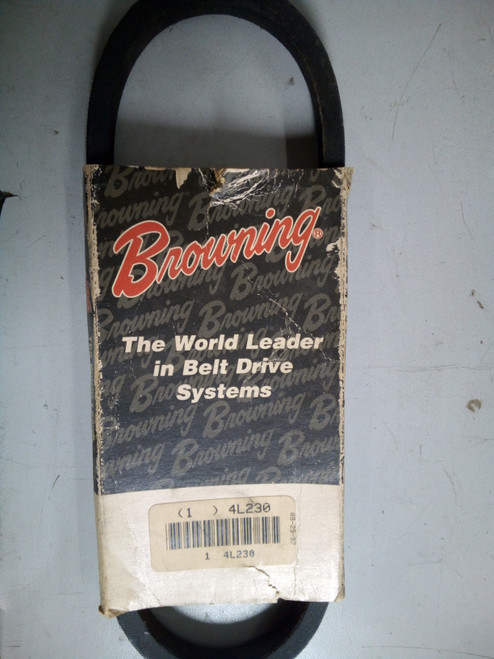 Browning®
The World Leader
in Belt Drive
Systems
(1 ) 4L230
1 4L230